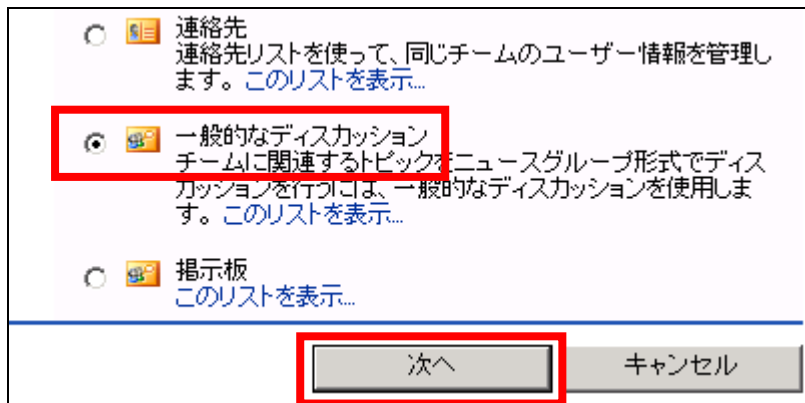 連絡先
連絡先リストを使って、同じチームのユーザー情報を管理し
ます。このリストを表示...
一般的なディスカッション
チームに関連するトピックをニュースグループ形式でディス
カッションを行うには、一般的なディスカッションを使用しま
す。このリストを表示...
掲示板
このリストを表示...
次へ
キャンセル